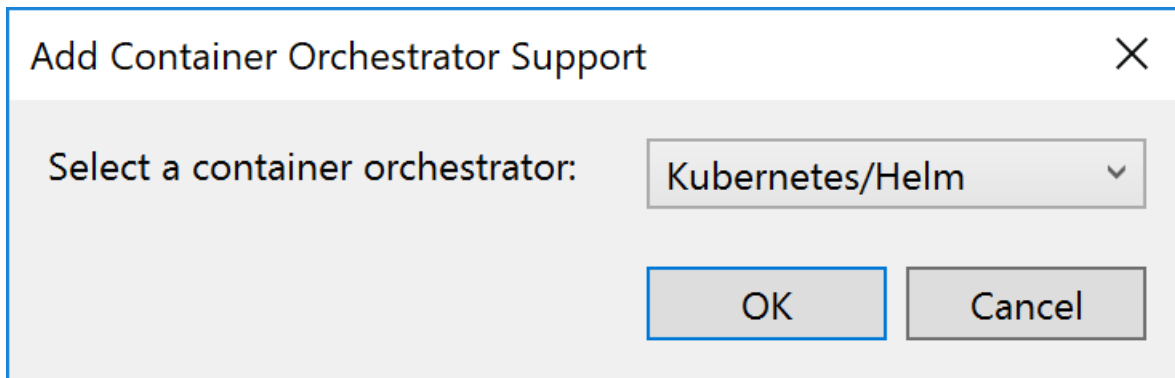 Add Container Orchestrator Support
Select a container orchestrator: Kubernetes/Helm
OK Cancel